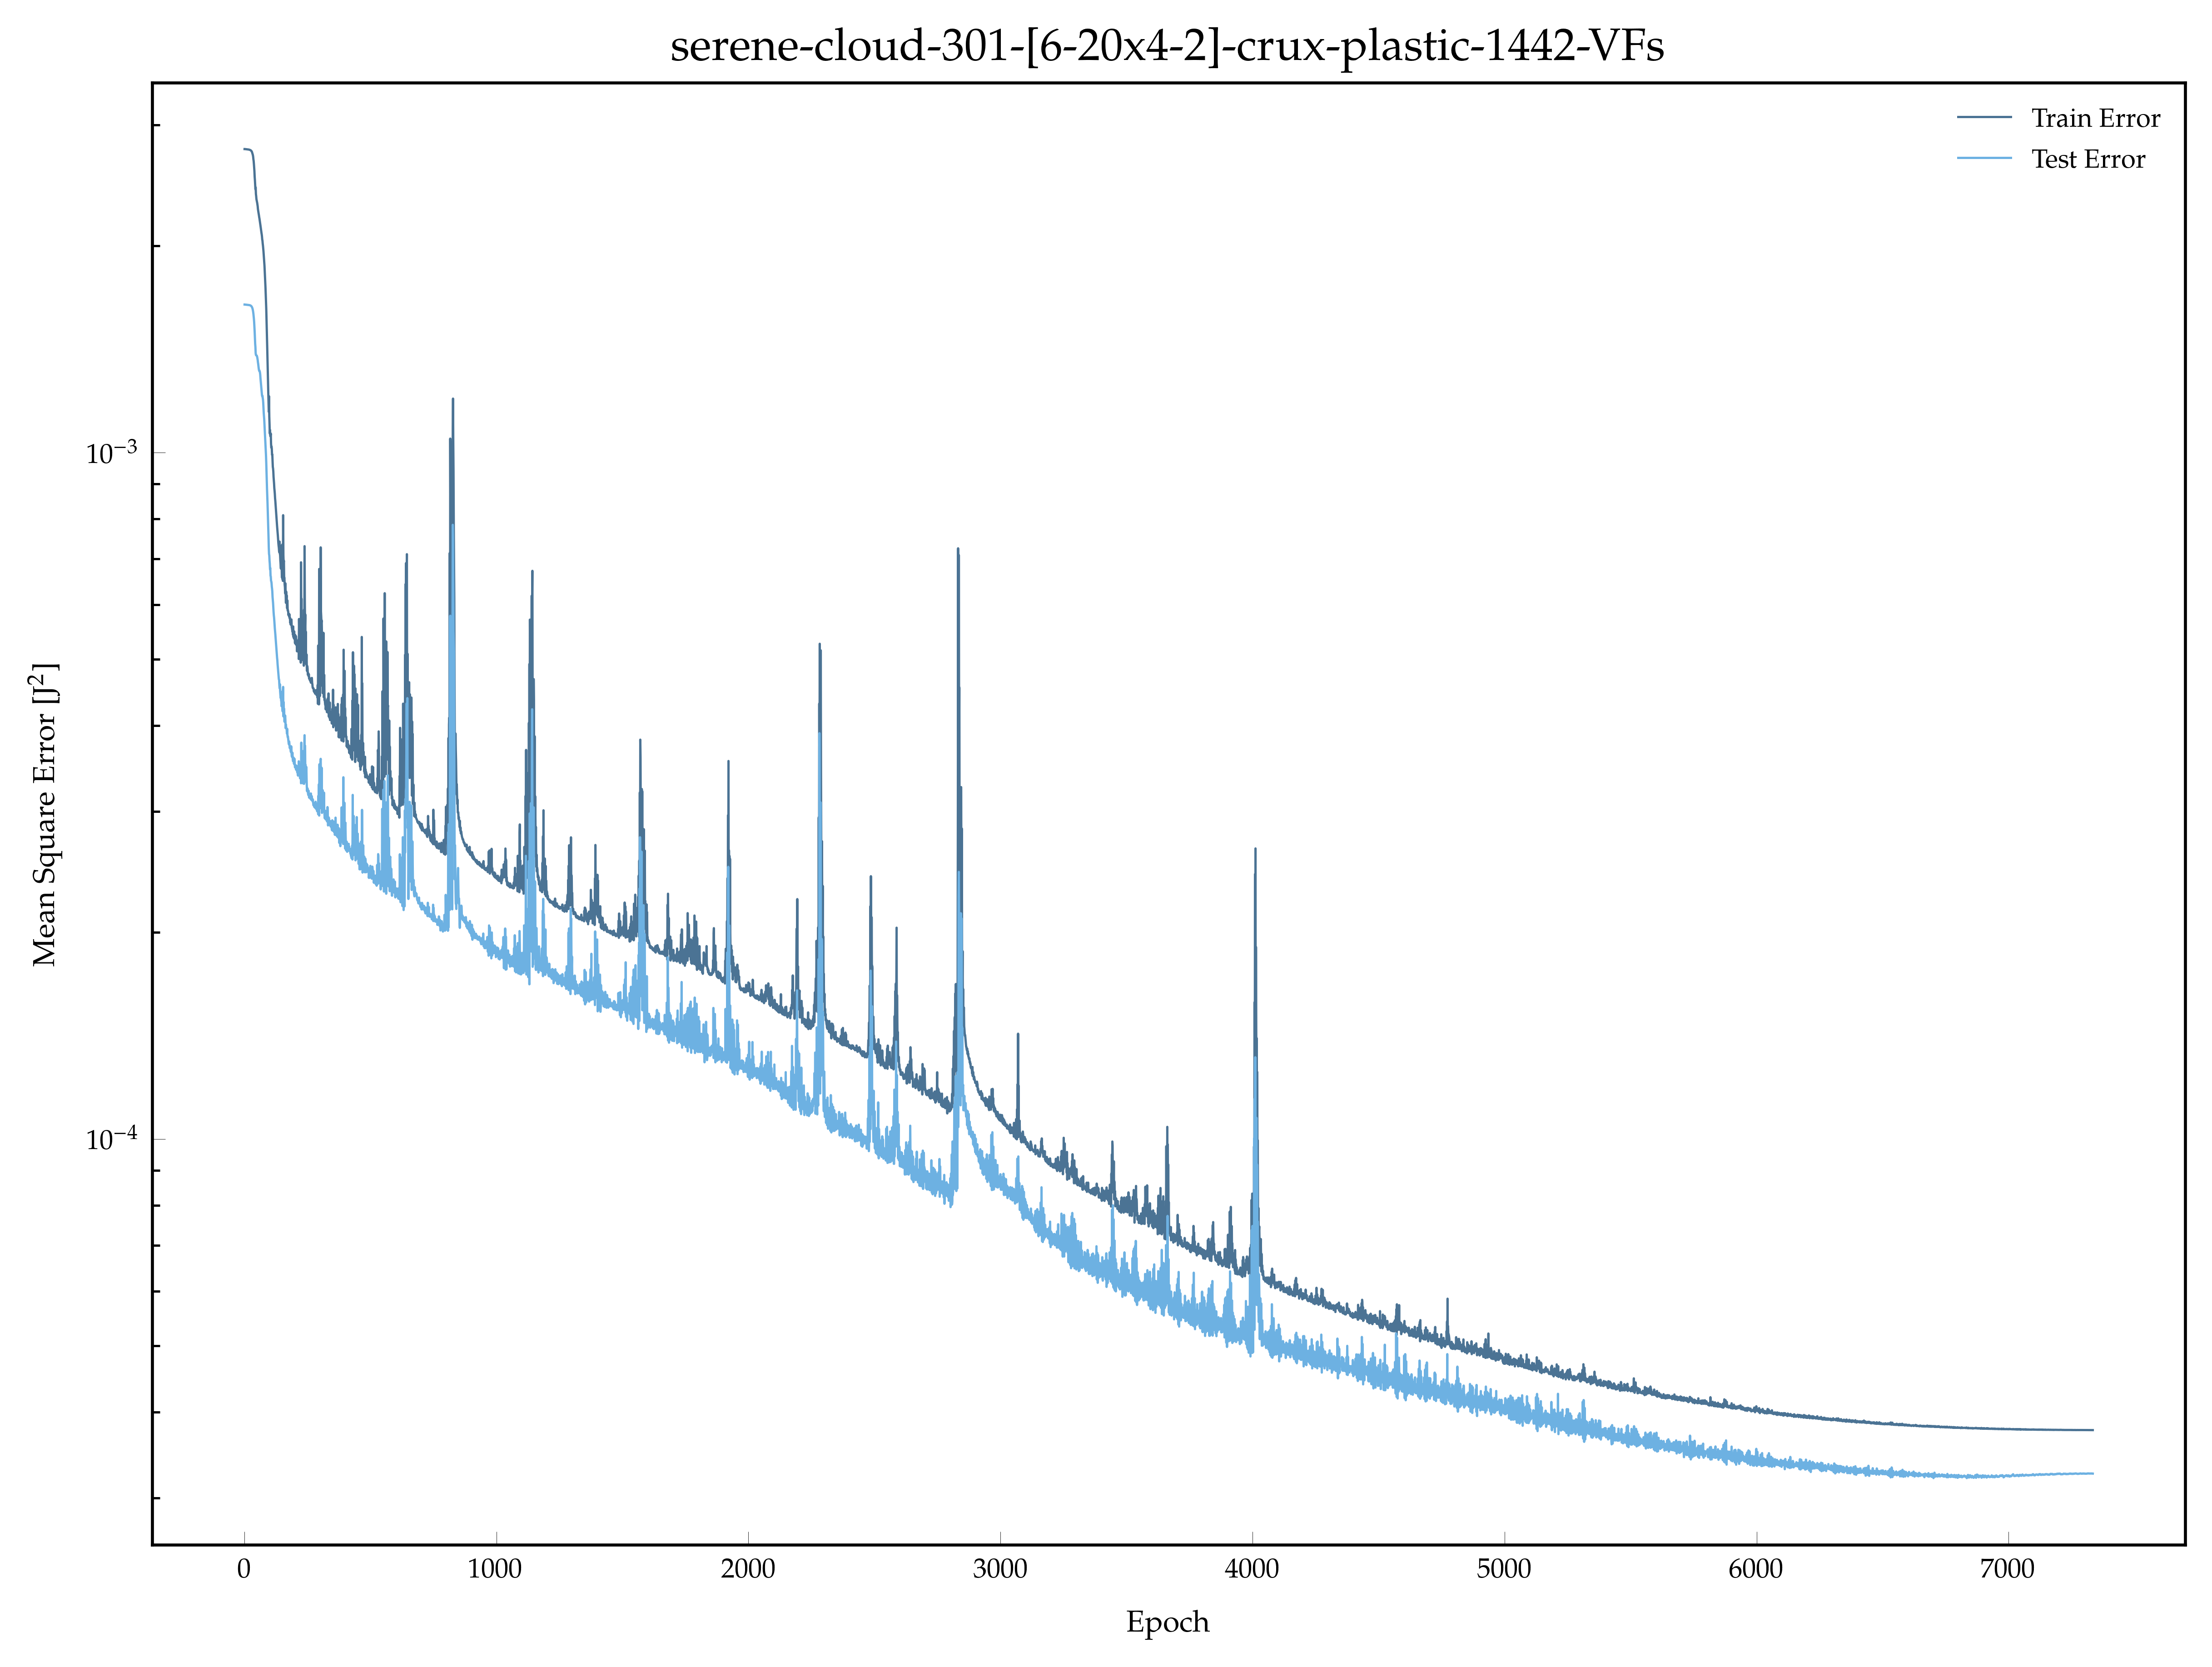 serene-cloud-301-[6-20x4-2]-crux-plastic-1442-VFs
Train Error
Test Error
Mean Square Error [J²]
10⁻³
10⁻⁴
0 1000 2000 3000 4000 5000 6000 7000
Epoch